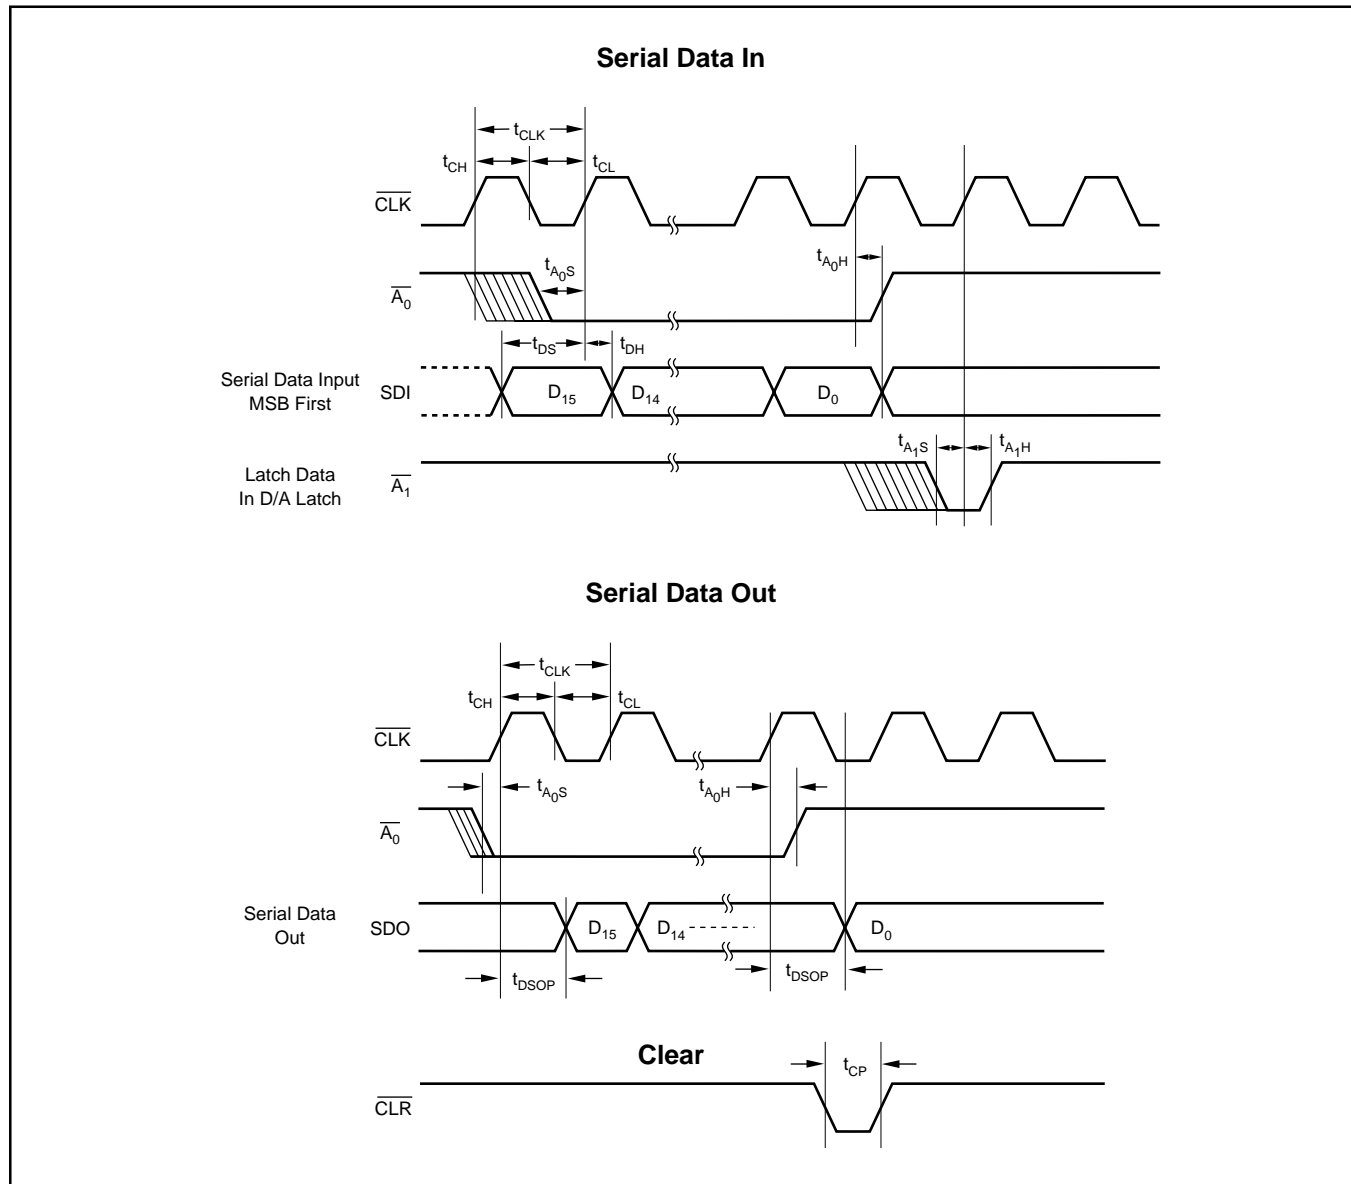 Serial Data In
tCLK
tCH
tCL
CLK
tA0S
tA0H
A0
tDS
tDH
Serial Data Input
MSB First
SDI
D15
D14
D0
tA1S
tA1H
Latch Data
In D/A Latch
A1
Serial Data Out
tCLK
tCH
tCL
CLK
tA0S
tA0H
A0
Serial Data
Out
SDO
D15
D14
D0
tDSOP
tDSOP
Clear
tCP
CLR